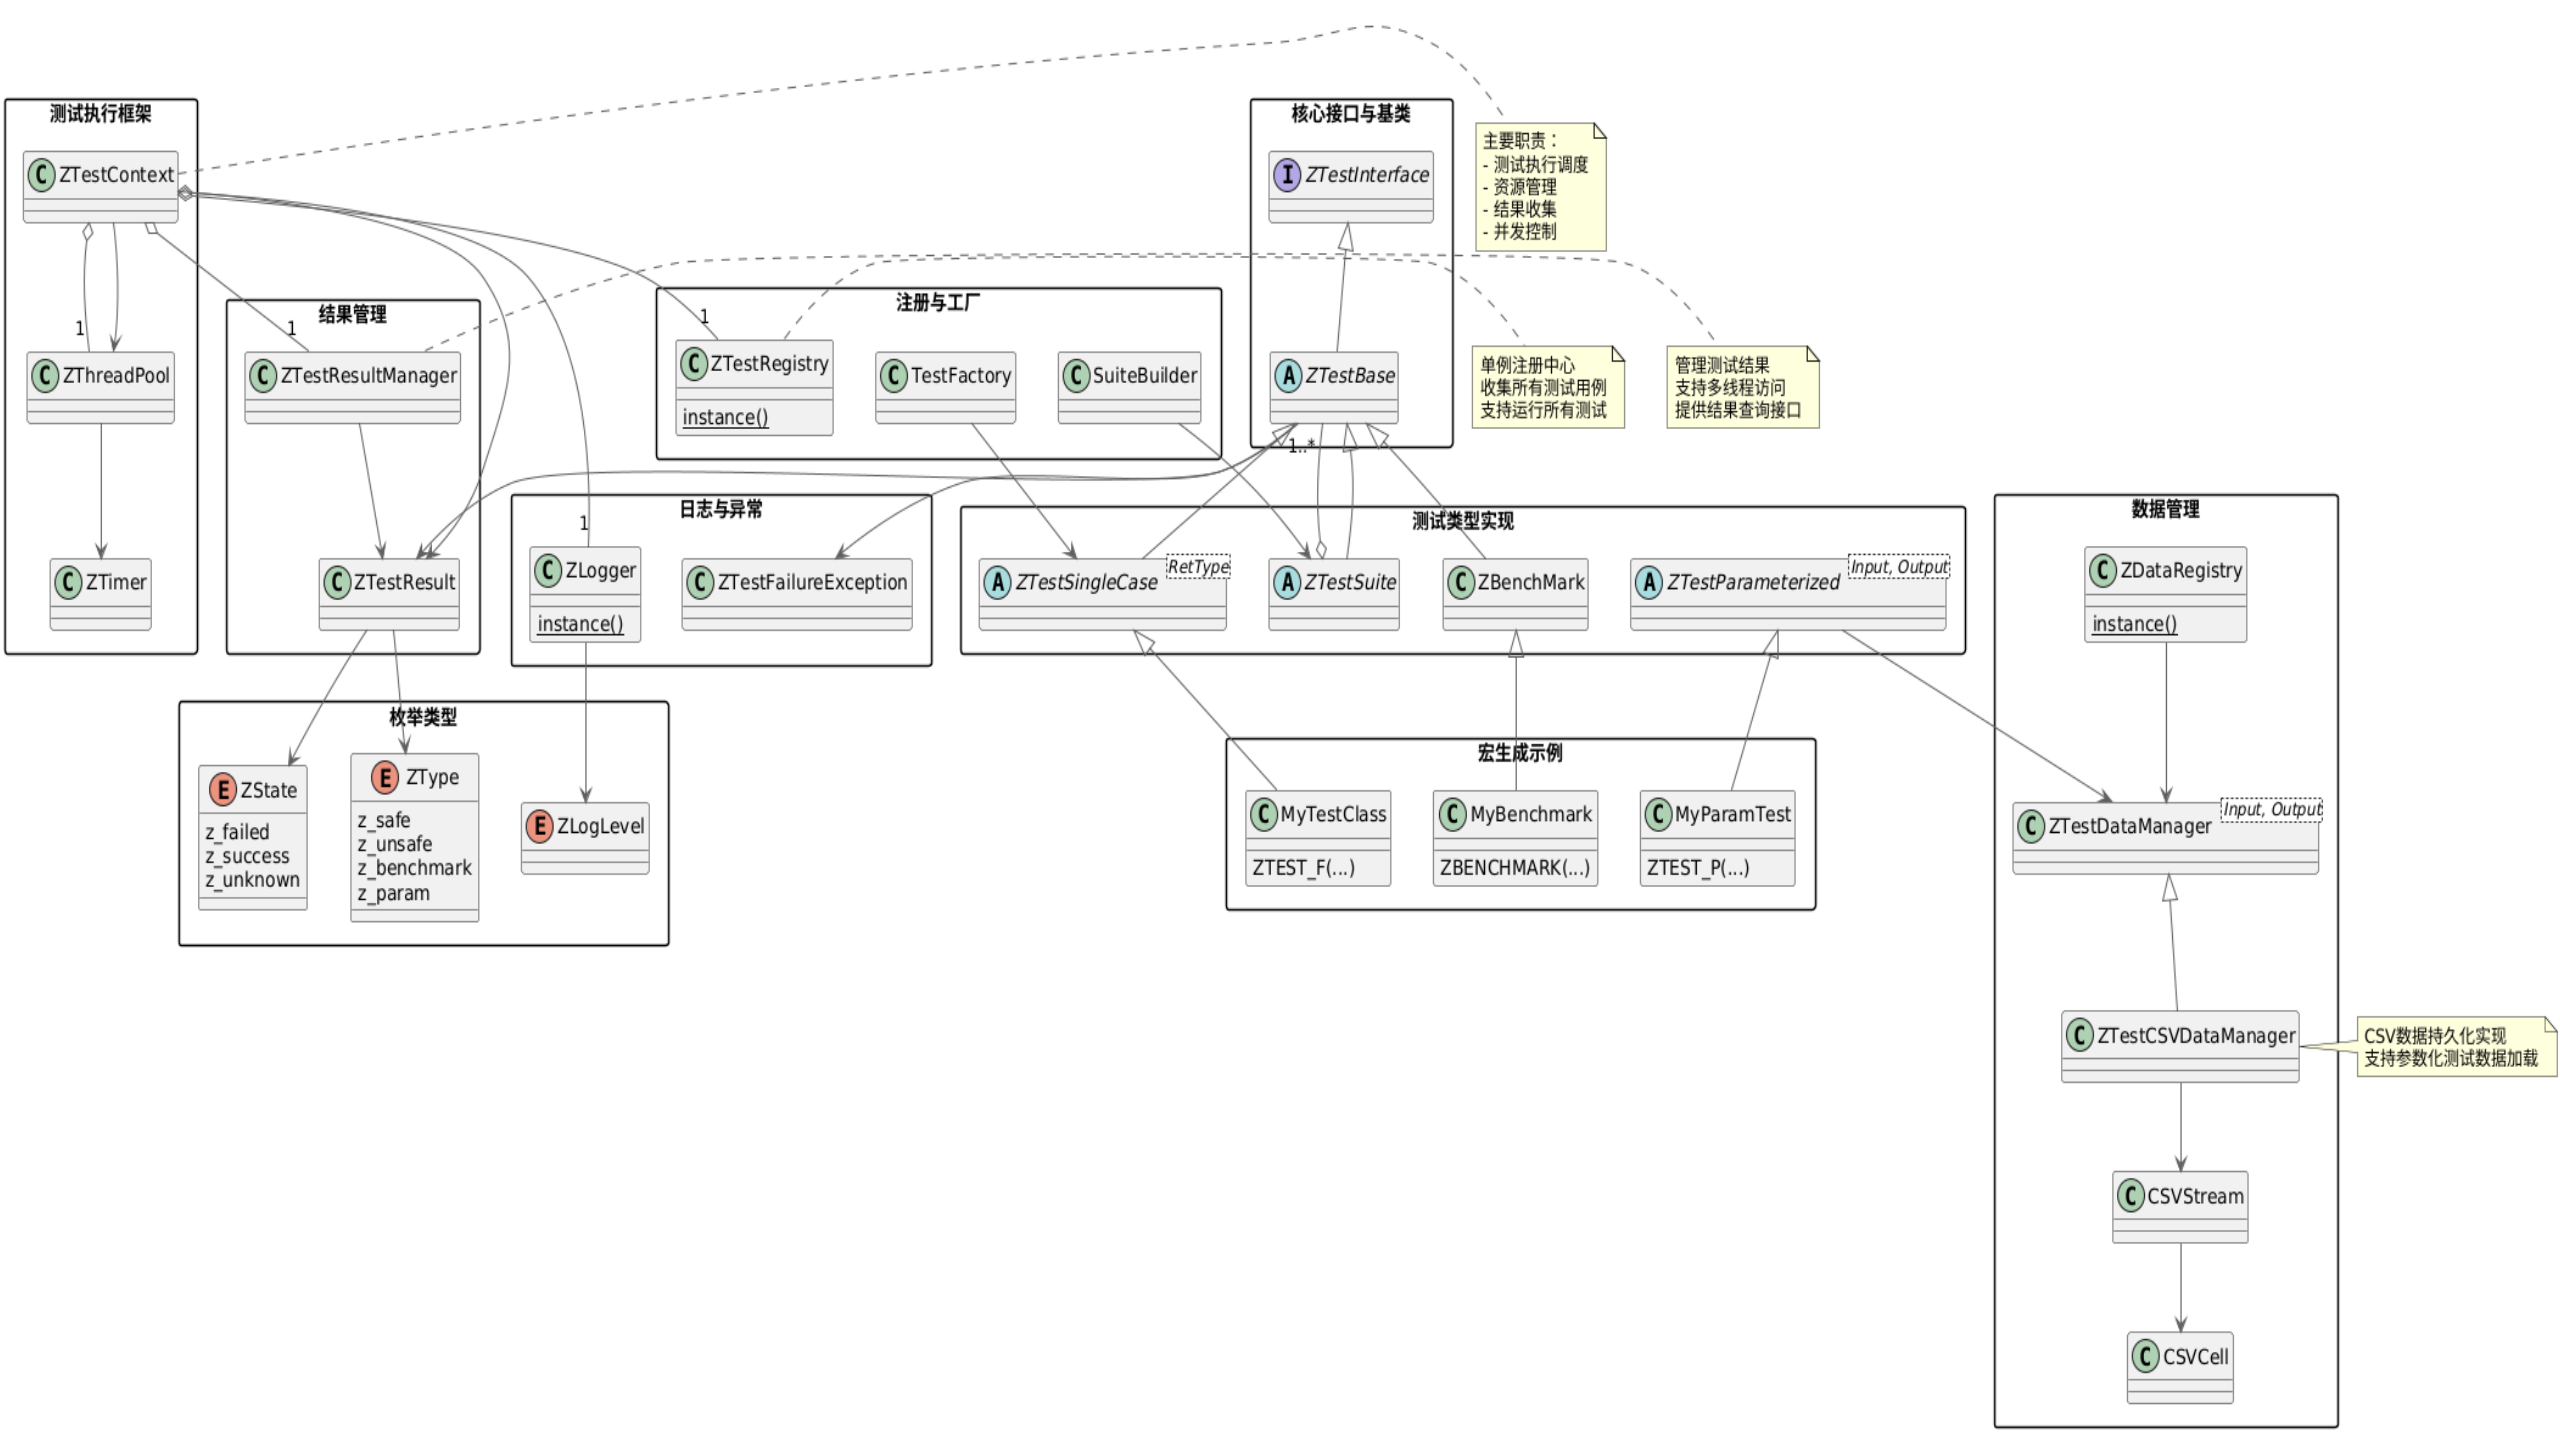 测试执行框架
C ZTestContext
1
C ZThreadPool
C ZTimer
结果管理
1
C ZTestResultManager
C ZTestResult
注册与工厂
1
C ZTestRegistry
instance()
C TestFactory
C SuiteBuilder
核心接口与基类
I ZTestInterface
A ZTestBase
1..*
主要职责：
- 测试执行调度
- 资源管理
- 结果收集
- 并发控制
单例注册中心
收集所有测试用例
支持运行所有测试
管理测试结果
支持多线程访问
提供结果查询接口
日志与异常
1
C ZLogger
instance()
C ZTestFailureException
测试类型实现
A ZTestSingleCase
RetType
A ZTestSuite
C ZBenchMark
A ZTestParameterized
Input, Output
数据管理
C ZDataRegistry
instance()
C ZTestDataManager
Input, Output
C ZTestCSVDataManager
CSV数据持久化实现
支持参数化测试数据加载
C CSVStream
C CSVCell
枚举类型
E ZState
z_failed
z_success
z_unknown
E ZType
z_safe
z_unsafe
z_benchmark
z_param
E ZLogLevel
宏生成示例
C MyTestClass
ZTEST_F(...)
C MyBenchmark
ZBENCHMARK(...)
C MyParamTest
ZTEST_P(...)